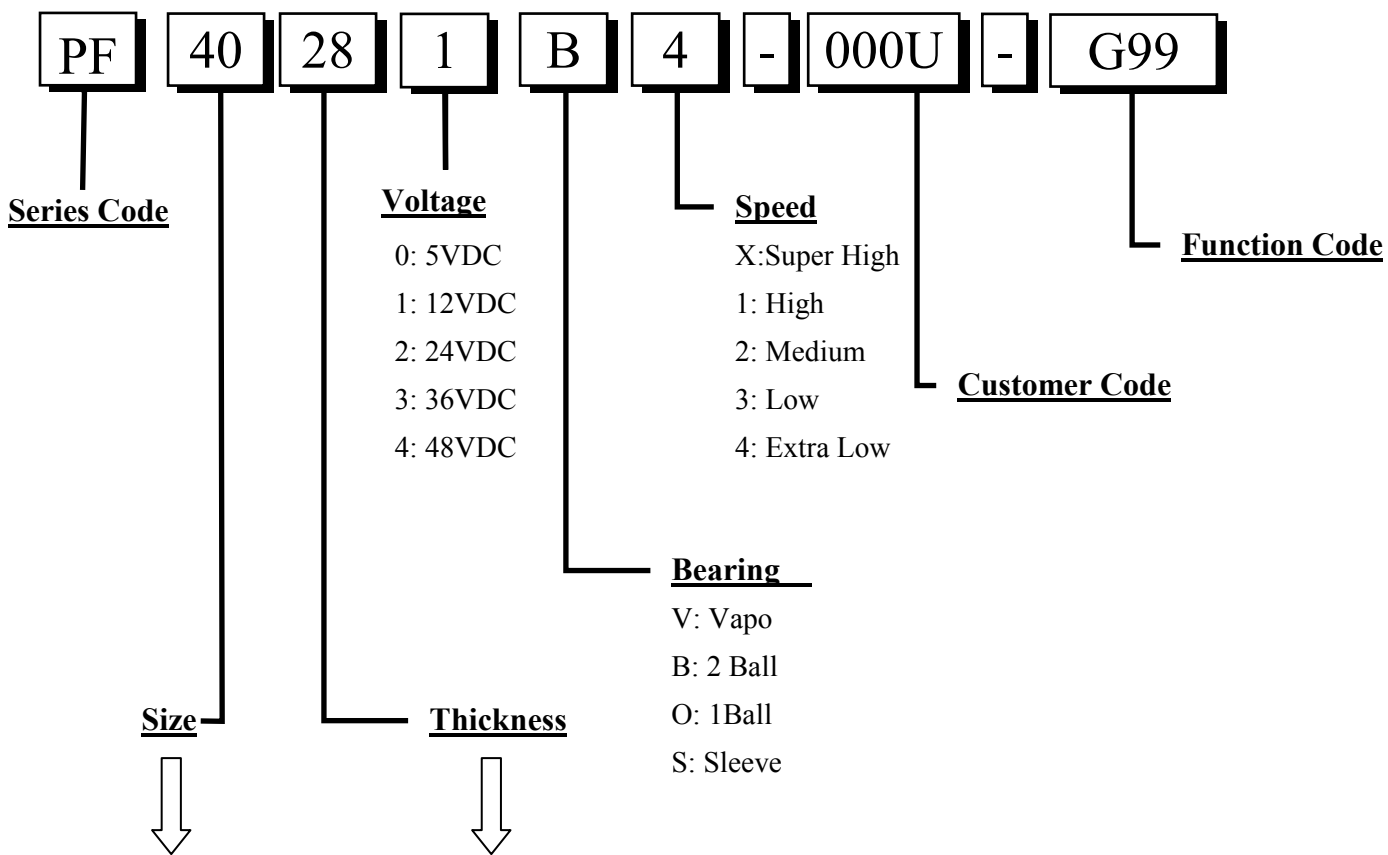 PF 40 28 1 B 4 - 000U - G99
Series Code
Voltage
0: 5VDC
1: 12VDC
2: 24VDC
3: 36VDC
4: 48VDC
Speed
X:Super High
1: High
2: Medium
3: Low
4: Extra Low
Function Code
Customer Code
Bearing
V: Vapo
B: 2 Ball
O: 1Ball
S: Sleeve
Size
Thickness